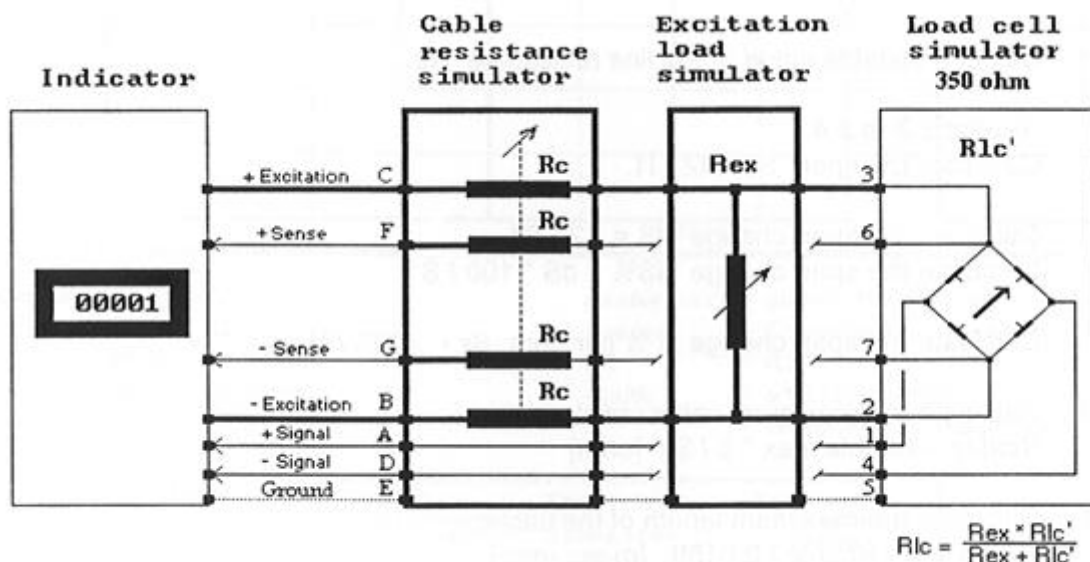 Indicator
Cable
resistance
simulator
Excitation
load
simulator
Load cell
simulator
350 ohm
+ Excitation C Rc Rex Rlc' 3
+ Sense F Rc 6
00001
- Sense G Rc 7
- Excitation B Rc 2
+ Signal A 1
- Signal D 4
Ground E 5
Rlc = Rex * Rlc'
Rex + Rlc'